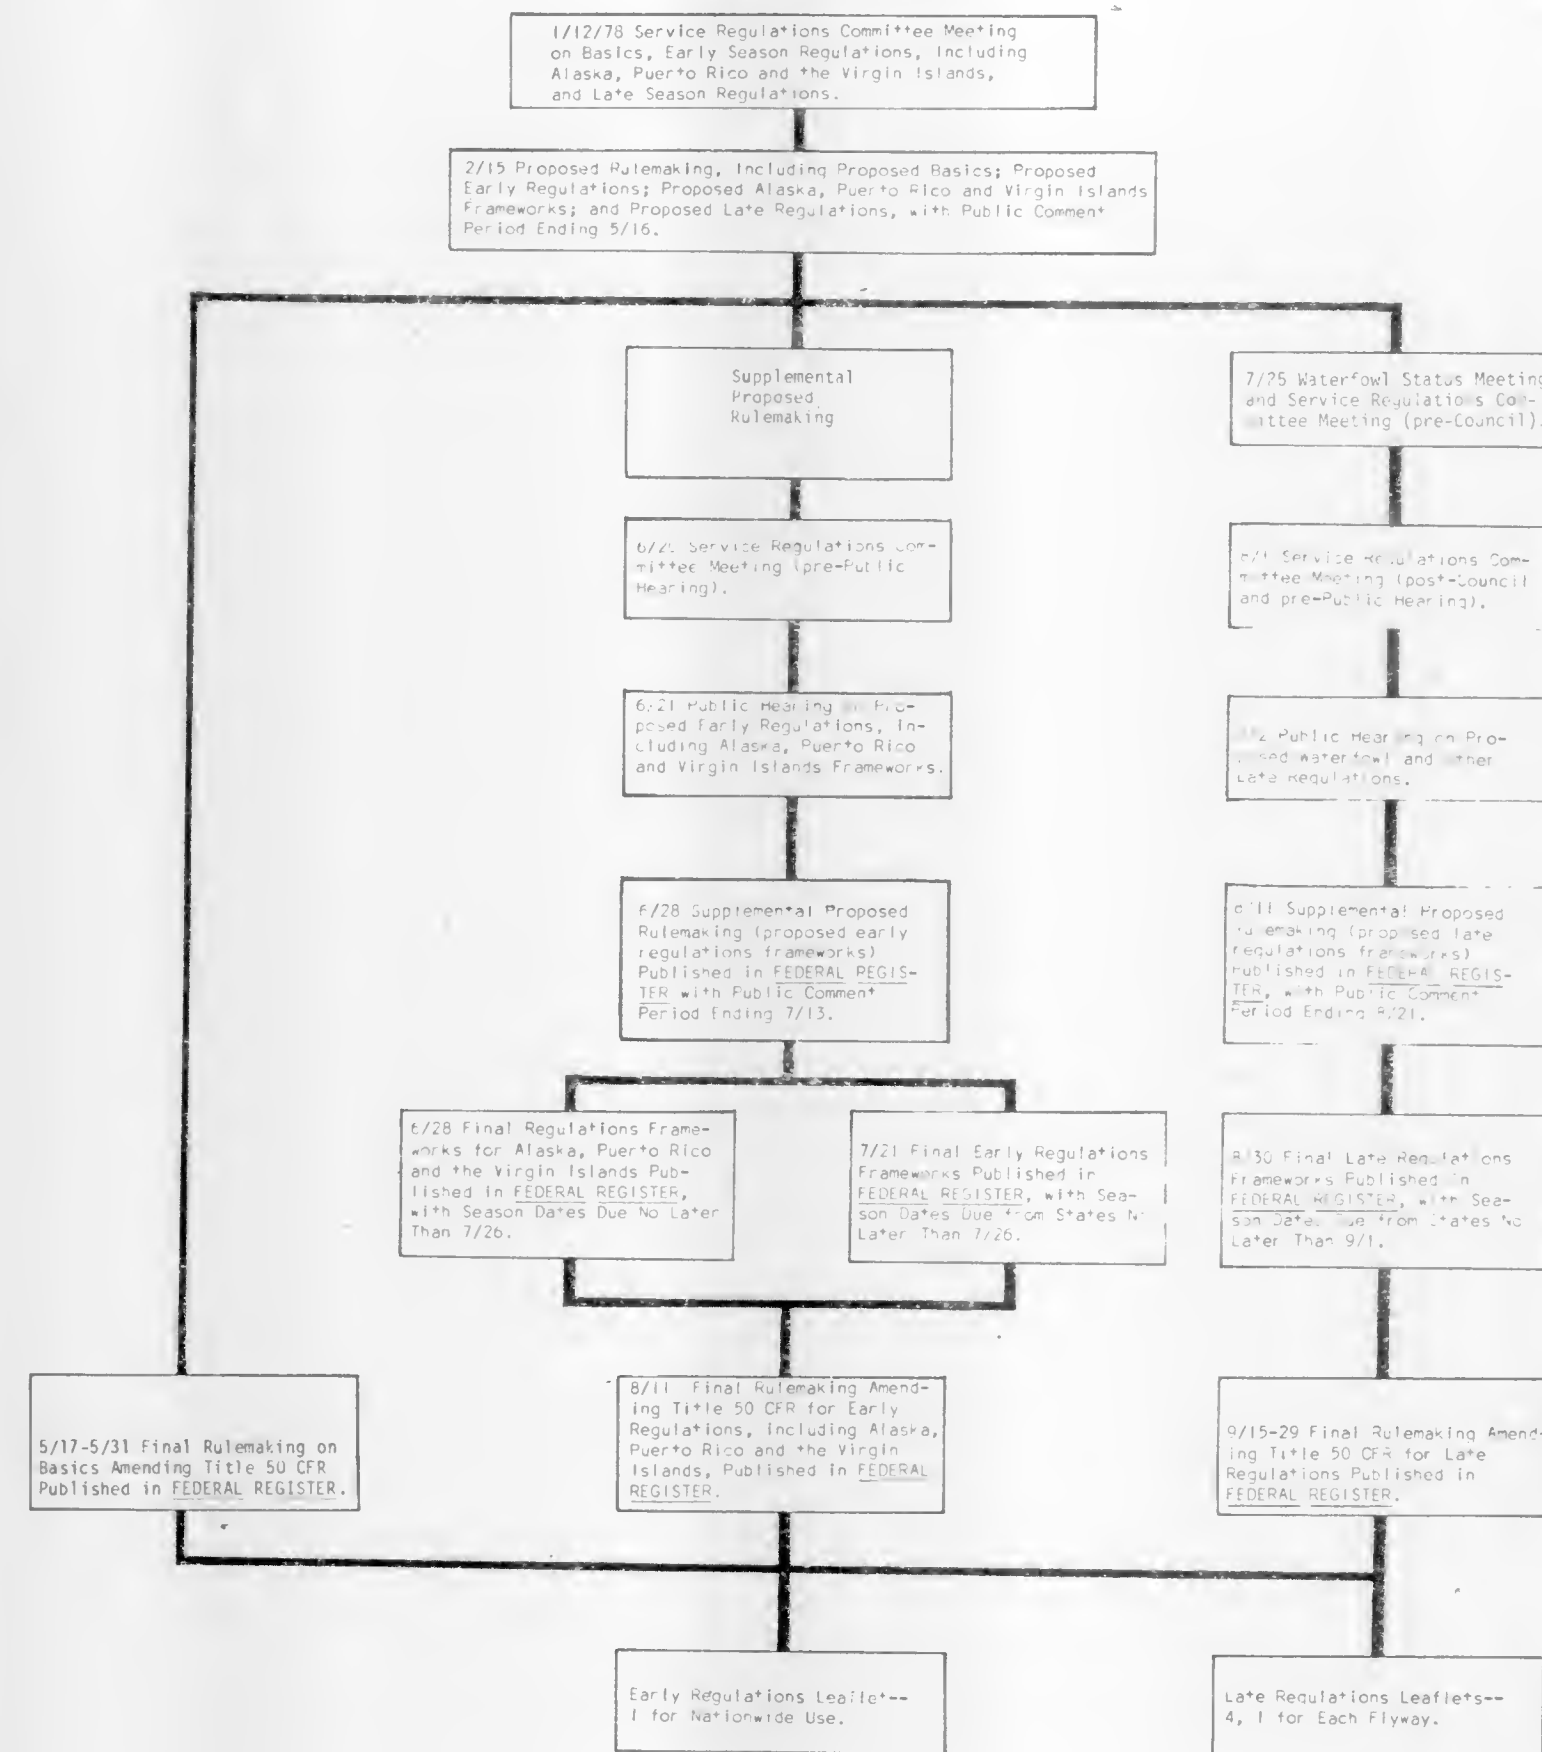 1/12/78 Service Regulations Committee Meeting
on Basics, Early Season Regulations, Including
Alaska, Puerto Rico and the Virgin Islands,
and Late Season Regulations.
2/15 Proposed Rulemaking, Including Proposed Basics; Proposed
Early Regulations; Proposed Alaska, Puerto Rico and Virgin Islands
Frameworks; and Proposed Late Regulations, with Public Comment
Period Ending 5/16.
Supplemental
Proposed
Rulemaking
7/25 Waterfowl Status Meeting
and Service Regulations Com-
mittee Meeting (pre-Council).
Service Regulations Com-
mittee Meeting (pre-Public
Hearing).
Service Regulations Com-
mittee Meeting (post-Council
and pre-Public Hearing).
6/21 Public Hearing on Pro-
posed Early Regulations, In-
cluding Alaska, Puerto Rico
and Virgin Islands Frameworks.
Public Hearing on Pro-
posed Waterfowl and Other
Late Regulations.
6/28 Supplemental Proposed
Rulemaking (proposed early
regulations frameworks)
Published in FEDERAL REGIS-
TER with Public Comment
Period Ending 7/13.
8/11 Supplemental Proposed
Rulemaking (proposed late
regulations frameworks)
Published in FEDERAL REGIS-
TER, with Public Comment
Period Ending 8/21.
6/28 Final Regulations Frame-
works for Alaska, Puerto Rico
and the Virgin Islands Pub-
lished in FEDERAL REGISTER,
with Season Dates Due No Later
Than 7/26.
7/21 Final Early Regulations
Frameworks Published in
FEDERAL REGISTER, with Sea-
son Dates Due from States No
Later Than 7/26.
8/30 Final Late Regulations
Frameworks Published in
FEDERAL REGISTER, with Sea-
son Dates Due from States No
Later Than 9/1.
5/17-5/31 Final Rulemaking on
Basics Amending Title 50 CFR
Published in FEDERAL REGISTER.
8/11 Final Rulemaking Amend-
ing Title 50 CFR for Early
Regulations, including Alaska,
Puerto Rico and the Virgin
Islands, Published in FEDERAL
REGISTER.
9/15-29 Final Rulemaking Amend-
ing Title 50 CFR for Late
Regulations Published in
FEDERAL REGISTER.
Early Regulations Leaflet--
1 for Nationwide Use.
Late Regulations Leaflets--
4, 1 for Each Flyway.